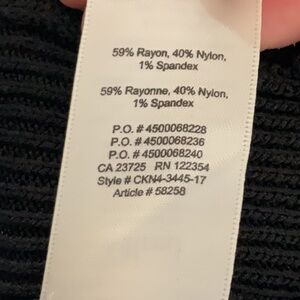 59% Rayon, 40% Nylon,
1% Spandex
59% Rayonne, 40% Nylon,
1% Spandex
P.O. # 4500068228
P.O. # 4500068236
P.O. # 4500068240
CA 23725 RN 122354
Style # CKN4-3445-17
Article # 58258